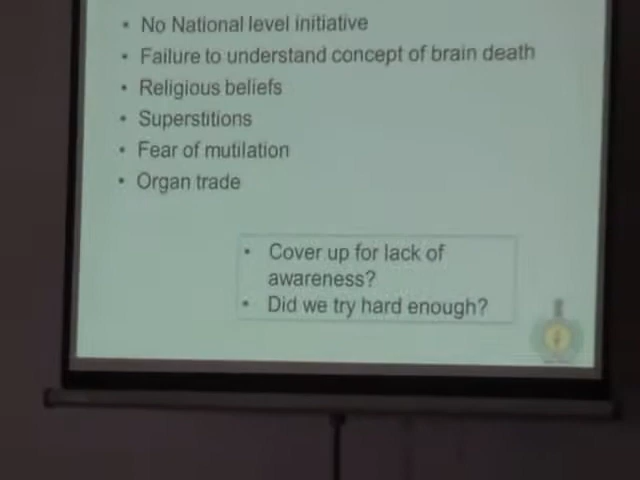 • No National level initiative
• Failure to understand concept of brain death
• Religious beliefs
• Superstitions
• Fear of mutilation
• Organ trade
• Cover up for lack of
awareness?
• Did we try hard enough?